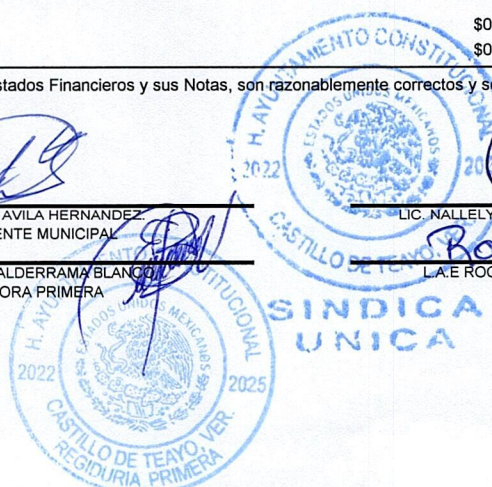 $0
$0
stados Financieros y sus Notas, son razonablemente correctos y s
AVILA HERNANDEZ.
ENTE MUNICIPAL
LIC. NALLELY
ALDERRAMA BLANCO
ORA PRIMERA
L.A.E ROC
H. AYUNTAMIENTO CONSTITUCIONAL
ESTADOS UNIDOS MEXICANOS
2022 20
CASTILLO DE TEAYO
SINDICA
UNICA
H. AYUNTAMIENTO CONSTITUCIONAL
ESTADOS UNIDOS MEXICANOS
2022 2025
CASTILLO DE TEAYO, VER.
REGIDURIA PRIMERA